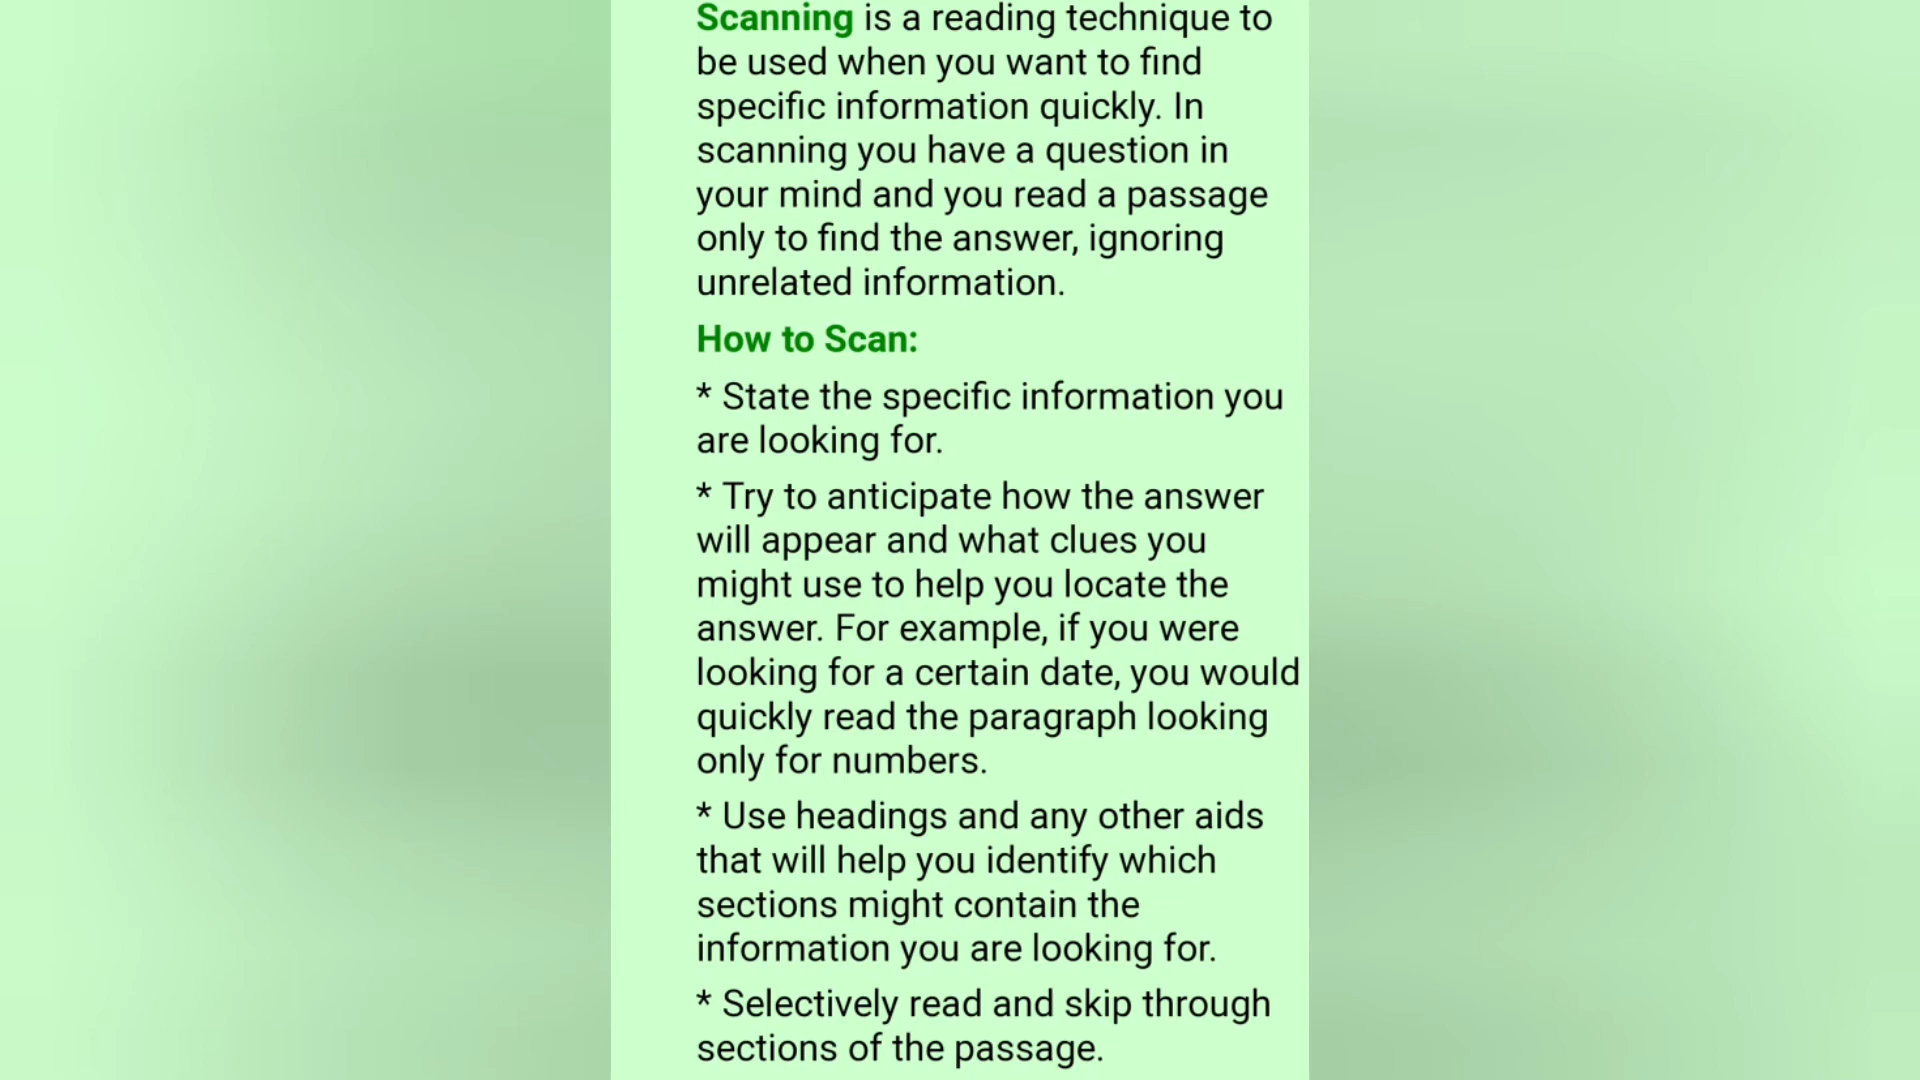 Scanning is a reading technique to
be used when you want to find
specific information quickly. In
scanning you have a question in
your mind and you read a passage
only to find the answer, ignoring
unrelated information.
How to Scan:
* State the specific information you
are looking for.
* Try to anticipate how the answer
will appear and what clues you
might use to help you locate the
answer. For example, if you were
looking for a certain date, you would
quickly read the paragraph looking
only for numbers.
* Use headings and any other aids
that will help you identify which
sections might contain the
information you are looking for.
* Selectively read and skip through
sections of the passage.